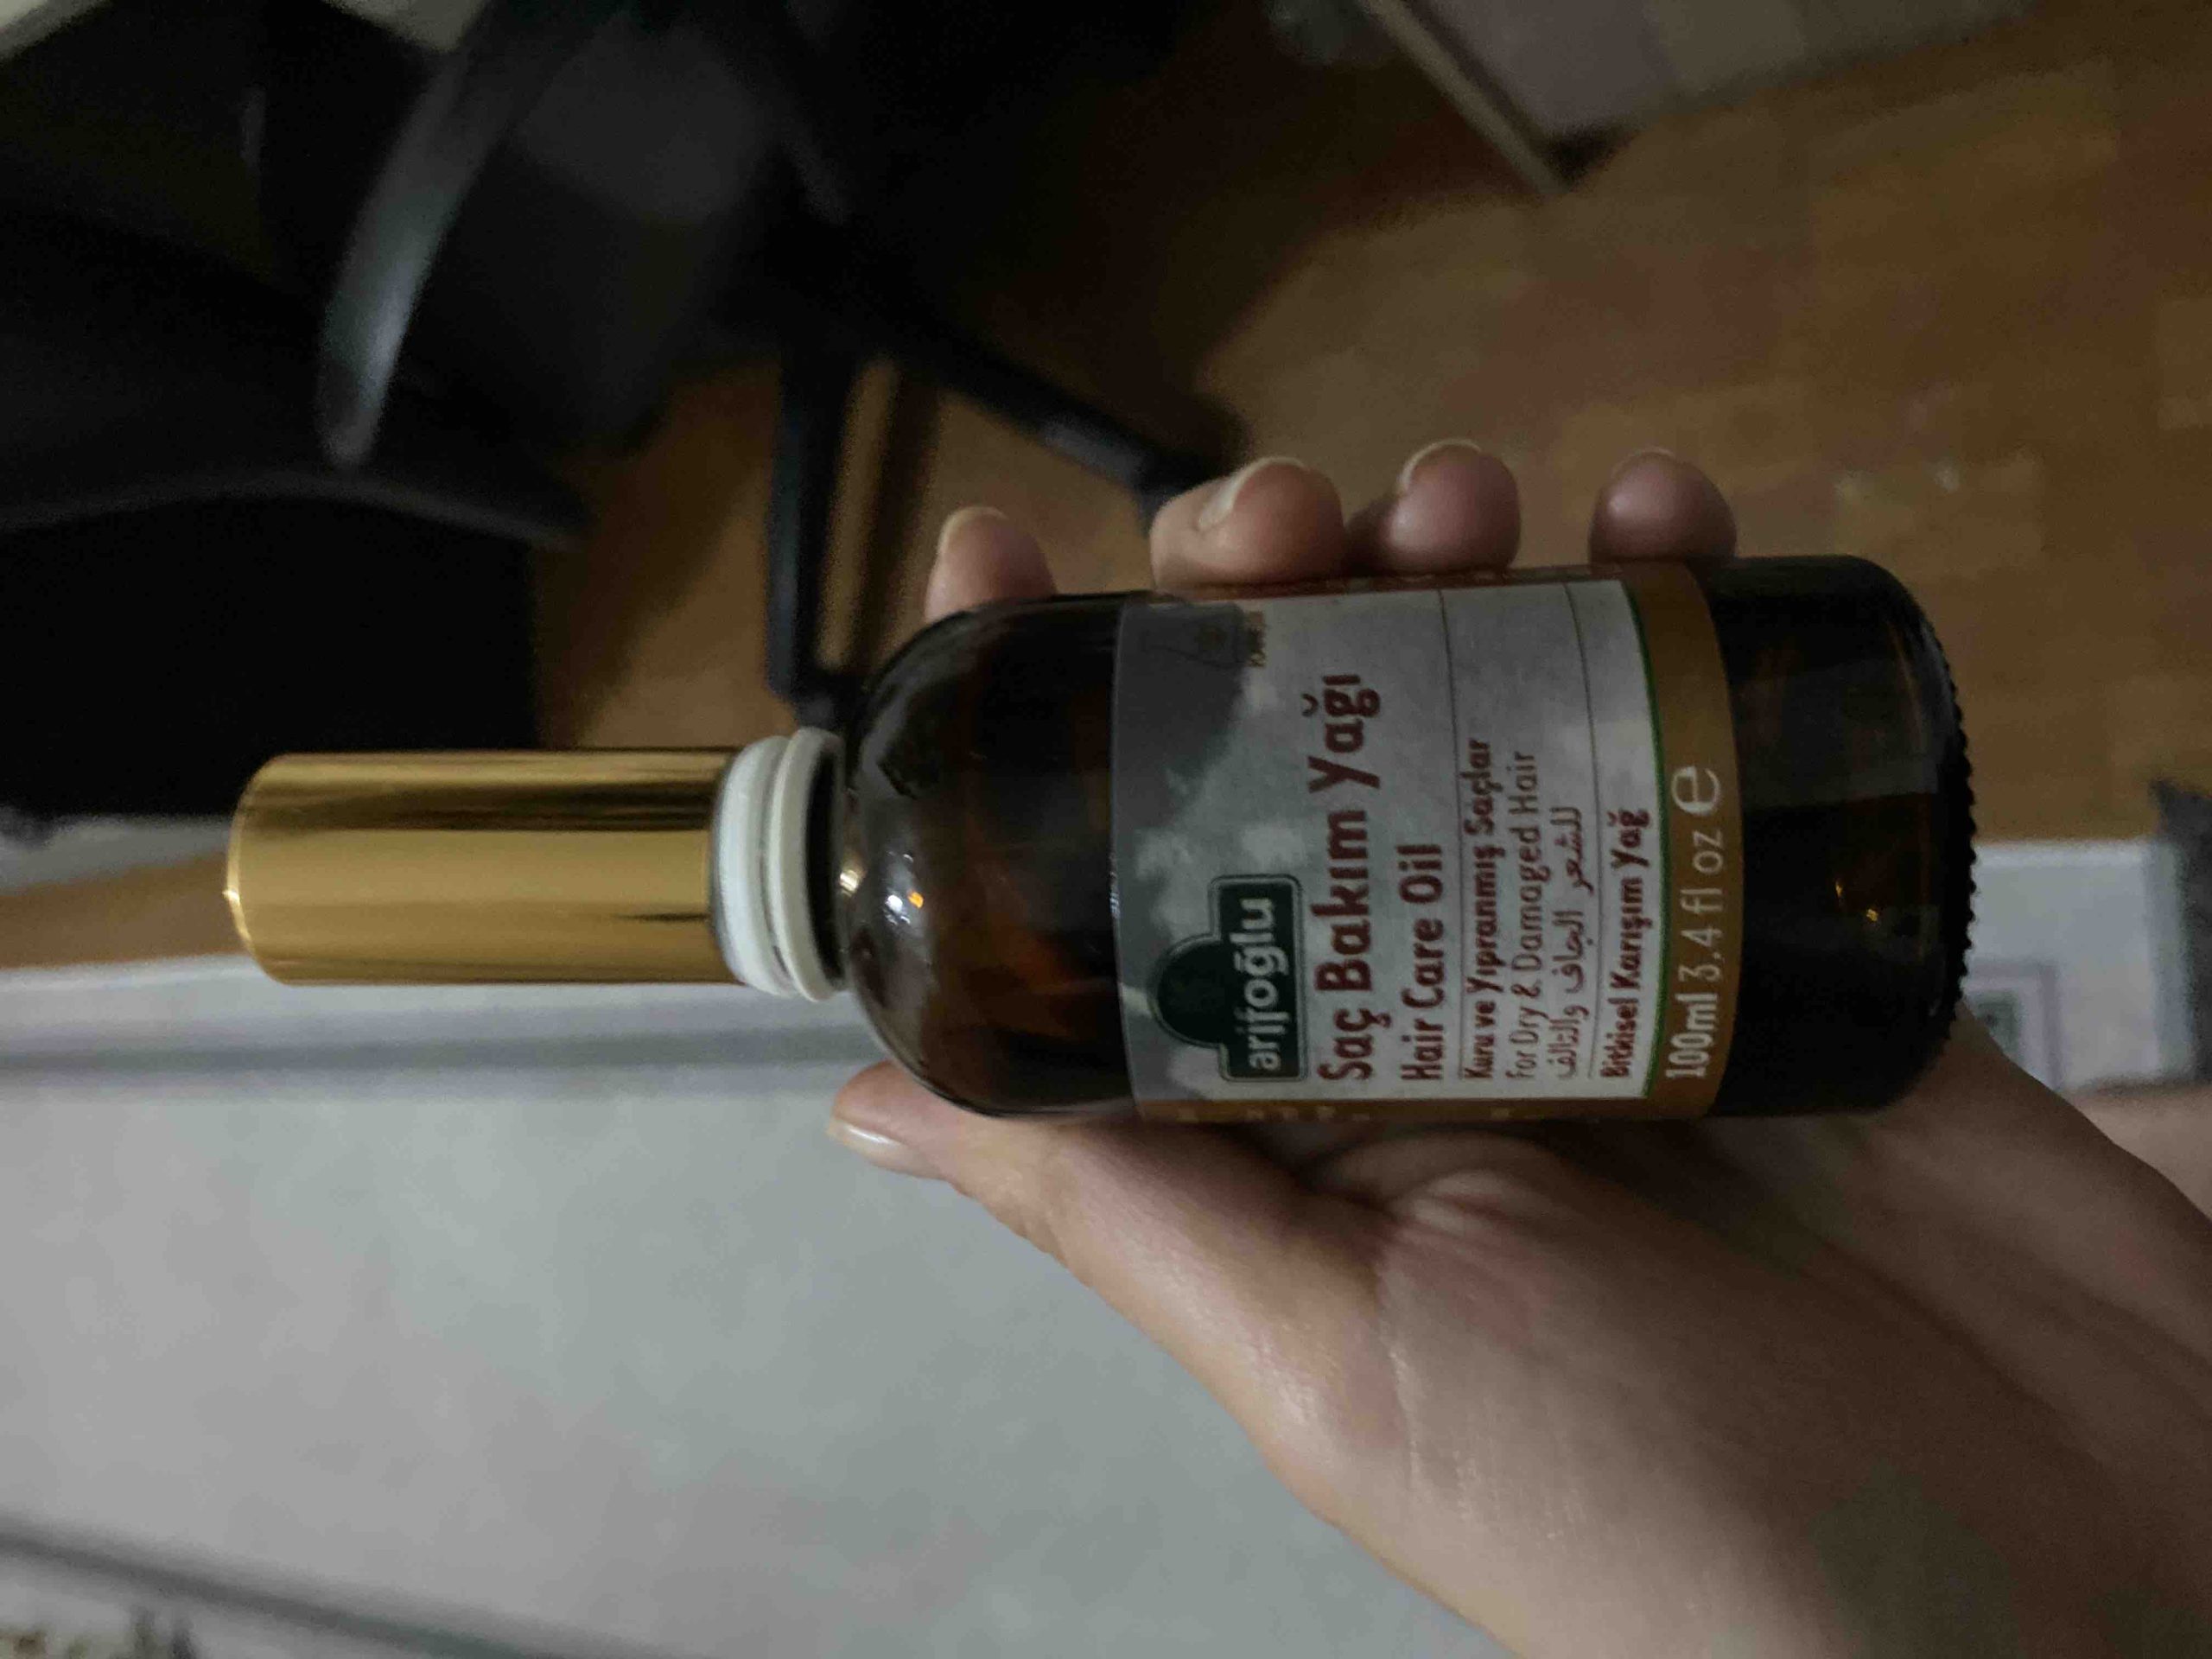 arifoğlu
Saç Bakım Yağı
Hair Care Oil
Kuru ve Yıpranmış Saçlar
For Dry & Damaged Hair
للشعر الجاف والتالف
Bitkisel Karışım Yağ
100ml 3.4 fl oz e